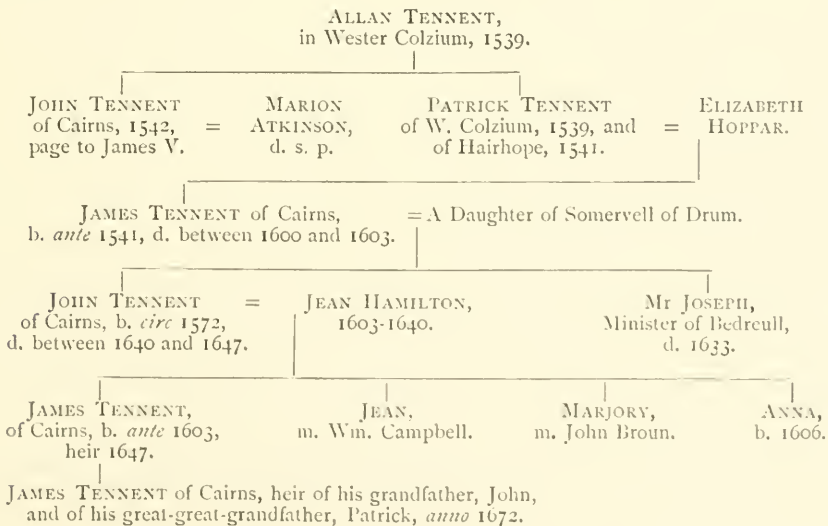 ALLAN TENNENT,
in Wester Colzium, 1539.
JOHN TENNENT
of Cairns, 1542,
page to James V.
=
MARION
ATKINSON,
d. s. p.
PATRICK TENNENT
of W. Colzium, 1539, and
of Hairhope, 1541.
=
ELIZABETH
HOPPAR.
JAMES TENNENT of Cairns,
b. ante 1541, d. between 1600 and 1603.
= A Daughter of Somervell of Drum.
JOHN TENNENT
of Cairns, b. circ 1572,
d. between 1640 and 1647.
=
JEAN HAMILTON,
1603-1640.
Mr JOSEPH,
Minister of Bedreull,
d. 1633.
JAMES TENNENT,
of Cairns, b. ante 1603,
heir 1647.
JEAN,
m. Wm. Campbell.
MARJORY,
m. John Broun.
ANNA,
b. 1606.
JAMES TENNENT of Cairns, heir of his grandfather, John,
and of his great-great-grandfather, Patrick, anno 1672.